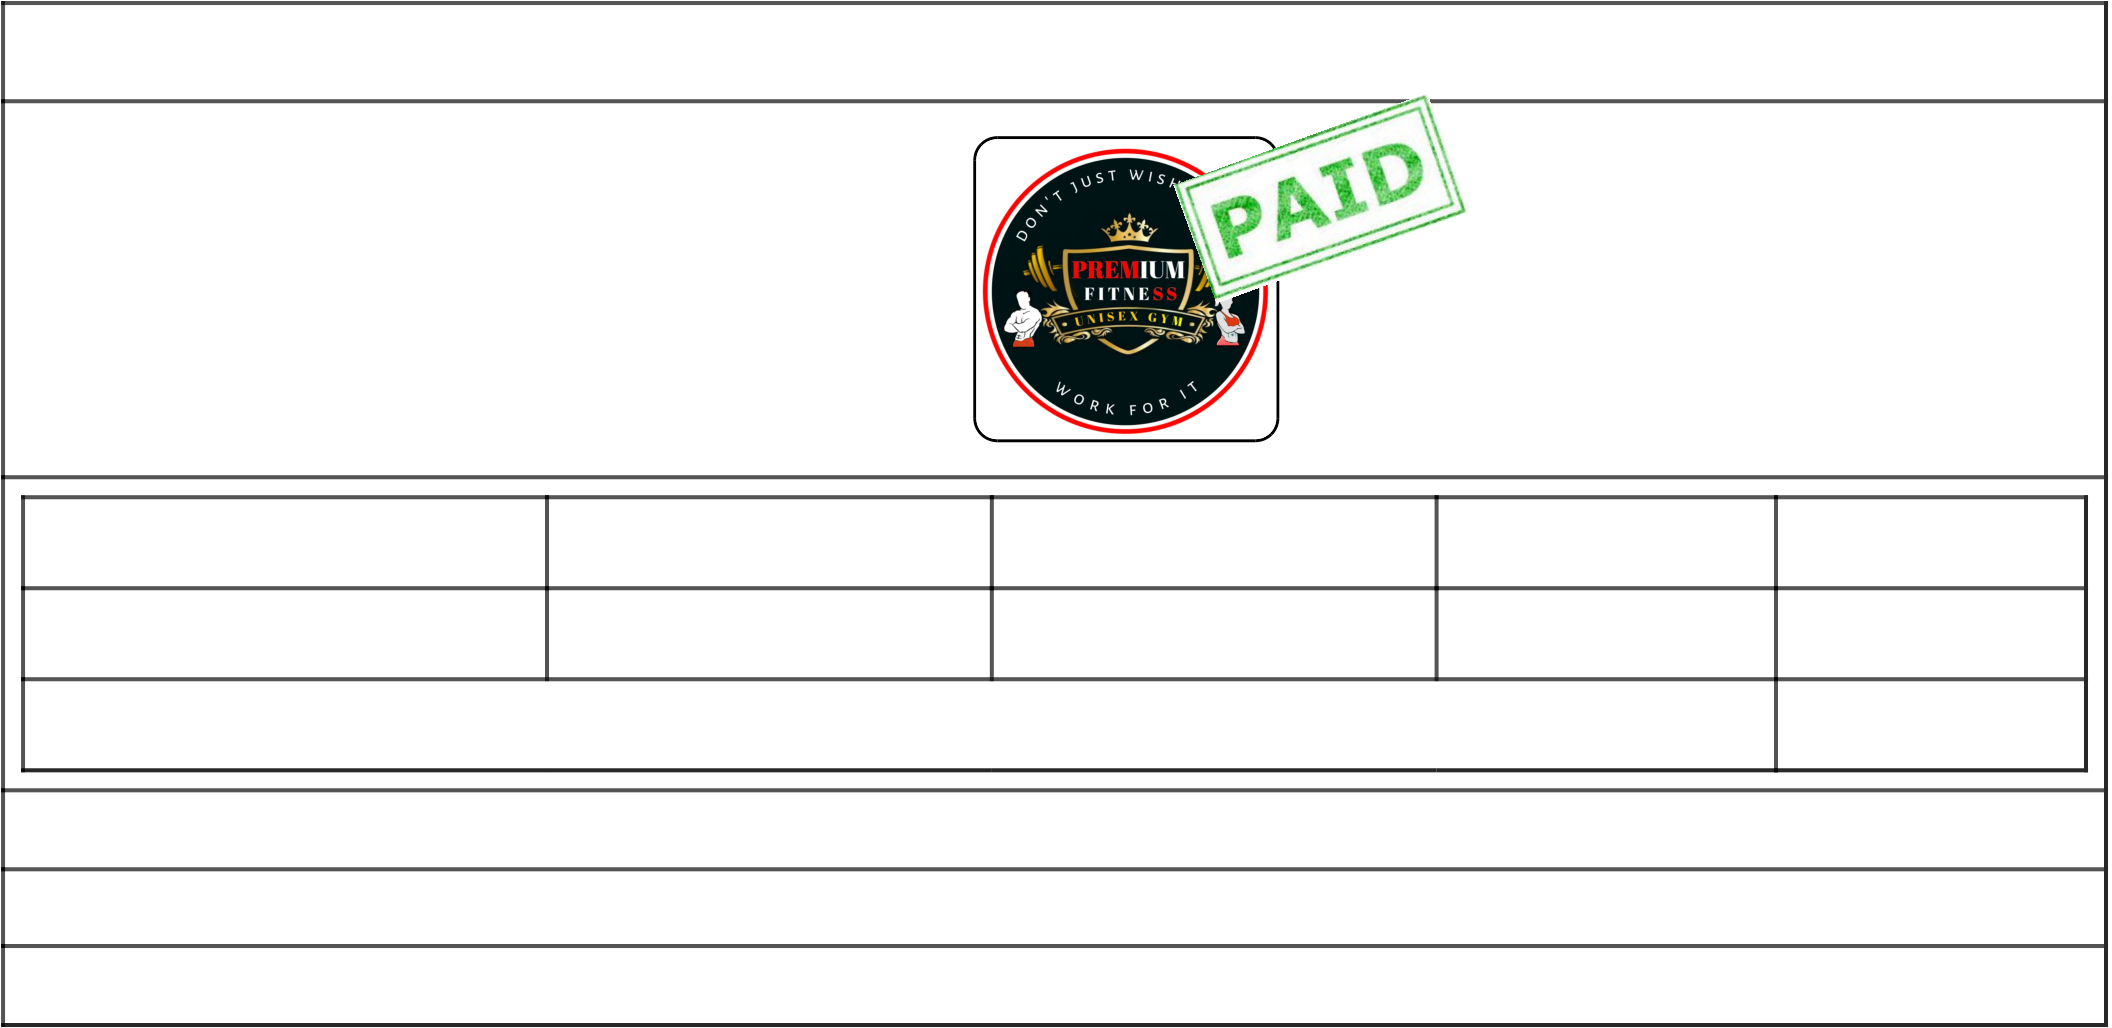 DON'T JUST WISH
PAID
PREMIUM
FITNESS
UNISEX GYM
WORK FOR IT